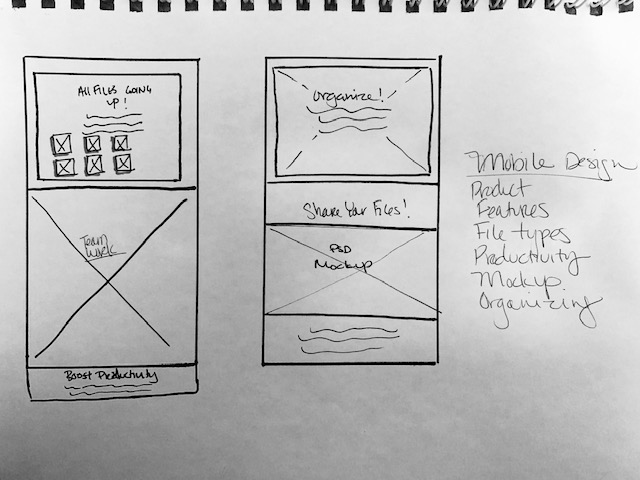 All Files Going
Up!
Team
Work
Boost Productivity
Organize!
Share Your Files!
PSD
Mockup
Mobile Design
Product
Features
File types
Productivity
Mockup
Organizing